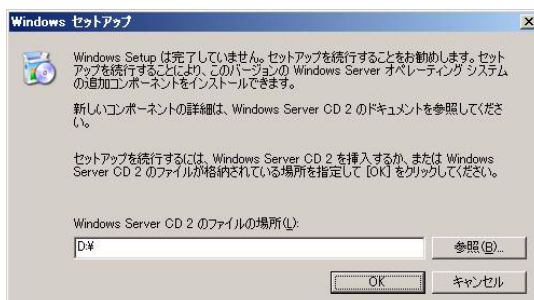 Windows セットアップ
Windows Setup は完了していません。セットアップを続行することをお勧めします。セット
アップを続行することにより、このバージョンの Windows Server オペレーティング システム
の追加コンポーネントをインストールできます。
新しいコンポーネントの詳細は、Windows Server CD 2 のドキュメントを参照してくださ
い。
セットアップを続行するには、Windows Server CD 2 を挿入するか、または Windows
Server CD 2 のファイルが格納されている場所を指定して [OK] をクリックしてください。
Windows Server CD 2 のファイルの場所(L):
D:¥
参照(B)...
OK
キャンセル